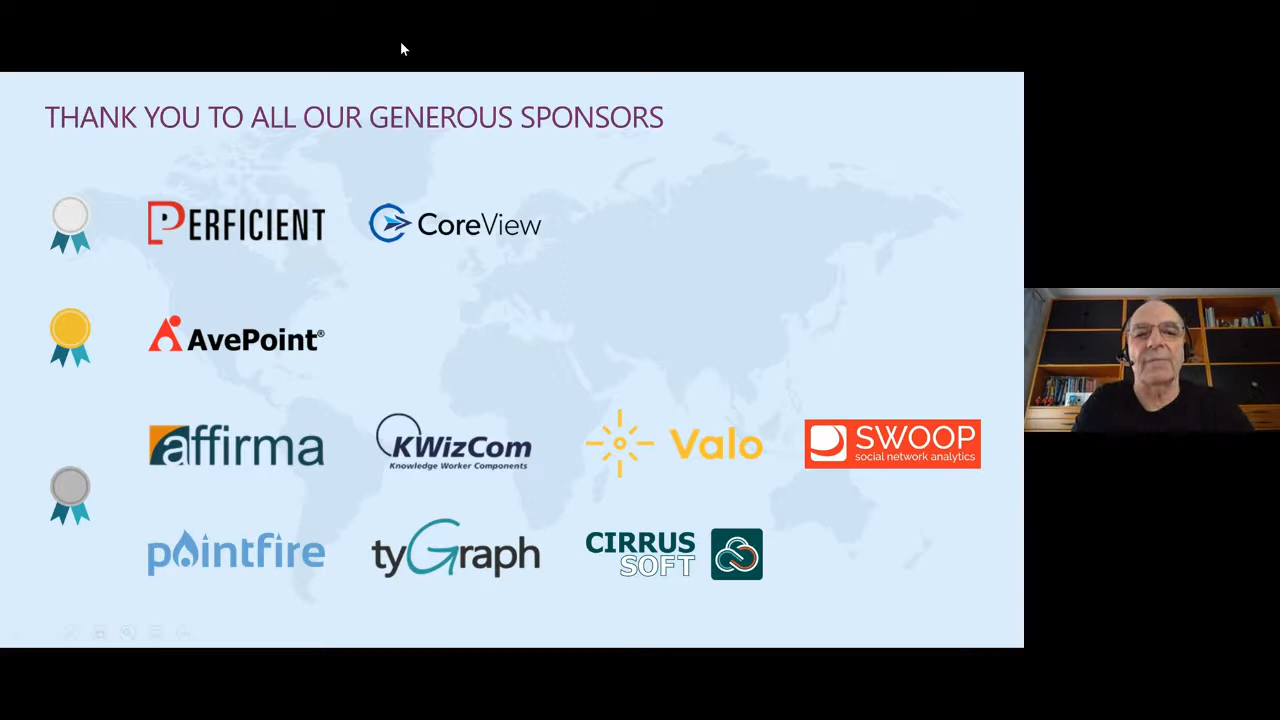 THANK YOU TO ALL OUR GENEROUS SPONSORS
PERFICIENT
CoreView
AvePoint®
affirma
KWizCom
Knowledge Worker Components
Valo
SWOOP
social network analytics
pointfire
tyGraph
CIRRUS
SOFT